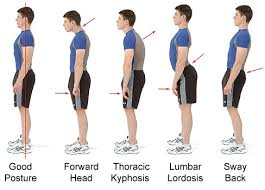 Good
Posture
Forward
Head
Thoracic
Kyphosis
Lumbar
Lordosis
Sway
Back